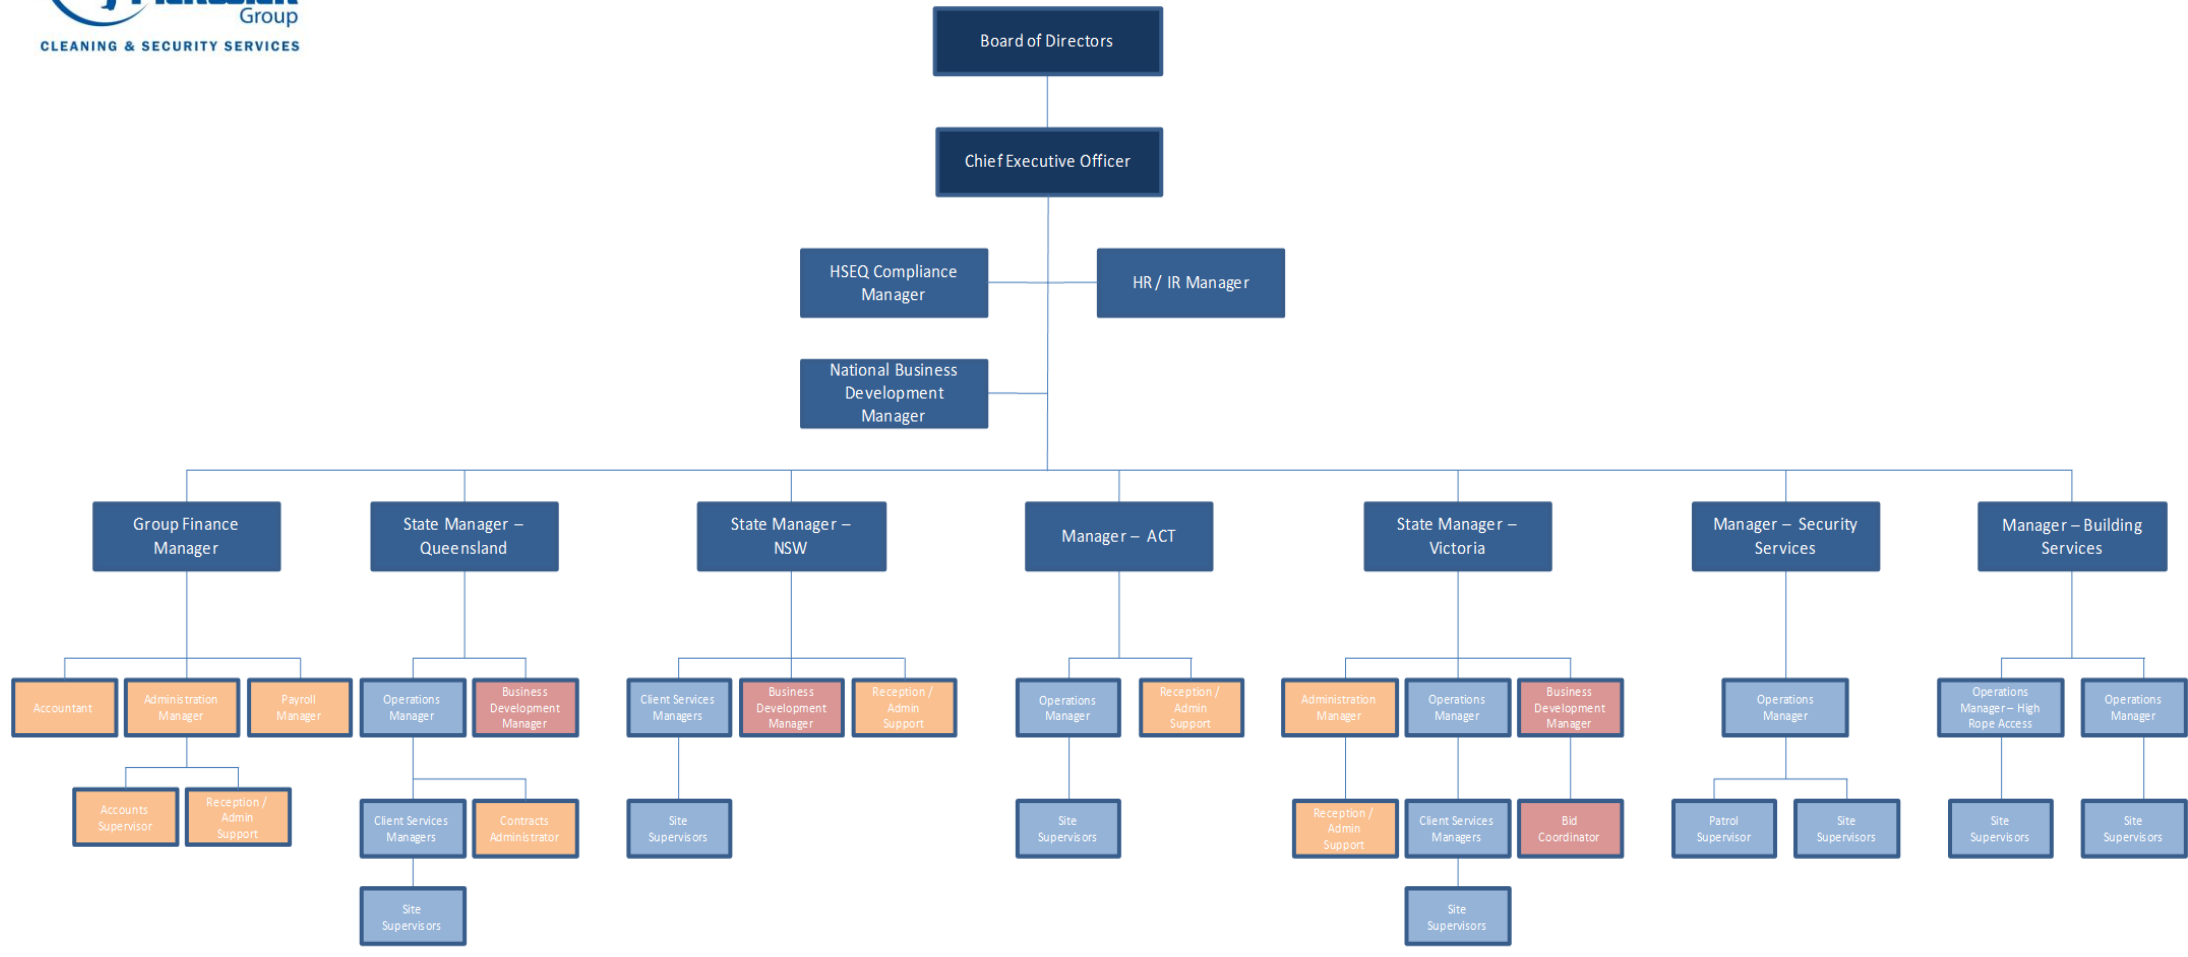 Group
CLEANING & SECURITY SERVICES
Board of Directors
Chief Executive Officer
HSEQ Compliance
Manager
HR / IR Manager
National Business
Development
Manager
Group Finance
Manager
State Manager –
Queensland
State Manager –
NSW
Manager – ACT
State Manager –
Victoria
Manager – Security
Services
Manager – Building
Services
Accountant
Administration
Manager
Payroll
Manager
Operations
Manager
Business
Development
Manager
Client Services
Managers
Business
Development
Manager
Reception /
Admin
Support
Operations
Manager
Reception /
Admin
Support
Administration
Manager
Operations
Manager
Business
Development
Manager
Operations
Manager
Operations
Manager – High
Rope Access
Operations
Manager
Accounts
Supervisor
Reception /
Admin
Support
Client Services
Managers
Contracts
Administrator
Site
Supervisors
Site
Supervisors
Reception /
Admin
Support
Client Services
Managers
Bid
Coordinator
Patrol
Supervisor
Site
Supervisors
Site
Supervisors
Site
Supervisors
Site
Supervisors
Site
Supervisors